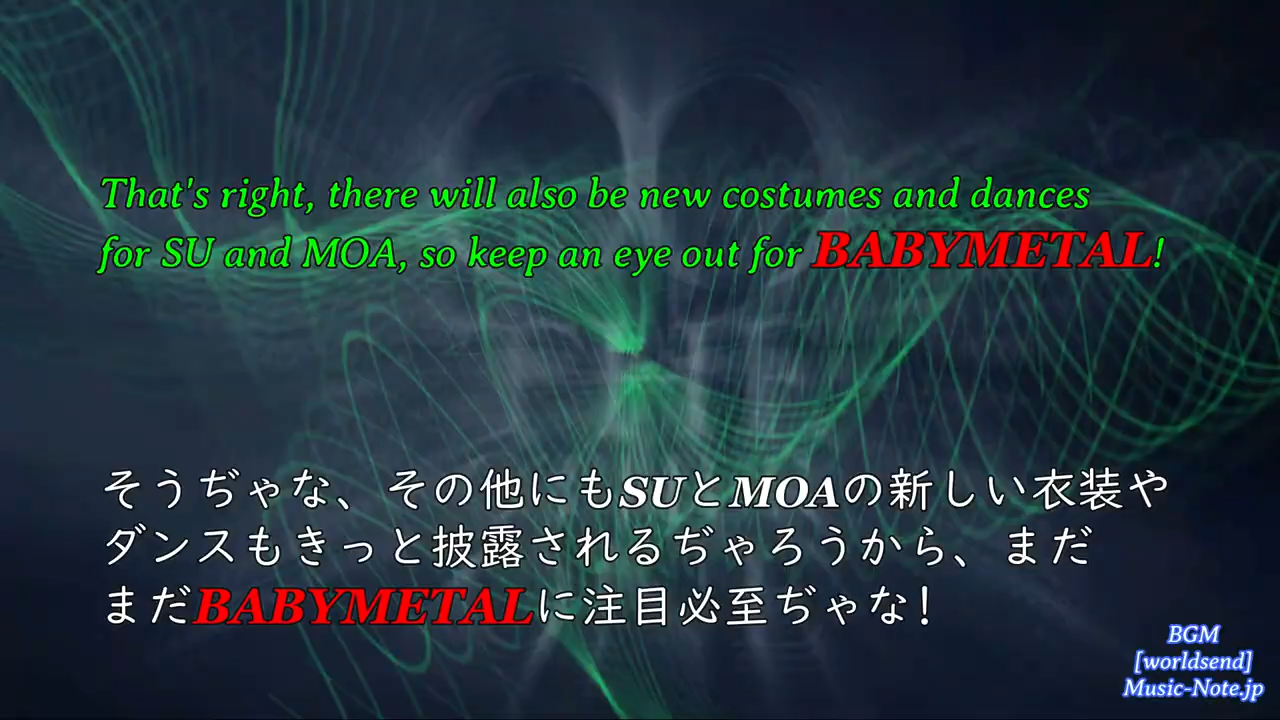 That's right, there will also be new costumes and dances
for SU and MOA, so keep an eye out for BABYMETAL!
そうぢゃな、その他にもSUとMOAの新しい衣装や
ダンスもきっと披露されるぢゃろうから、まだ
まだBABYMETALに注目必至ぢゃな!
BGM
[worldsend]
Music-Note.jp